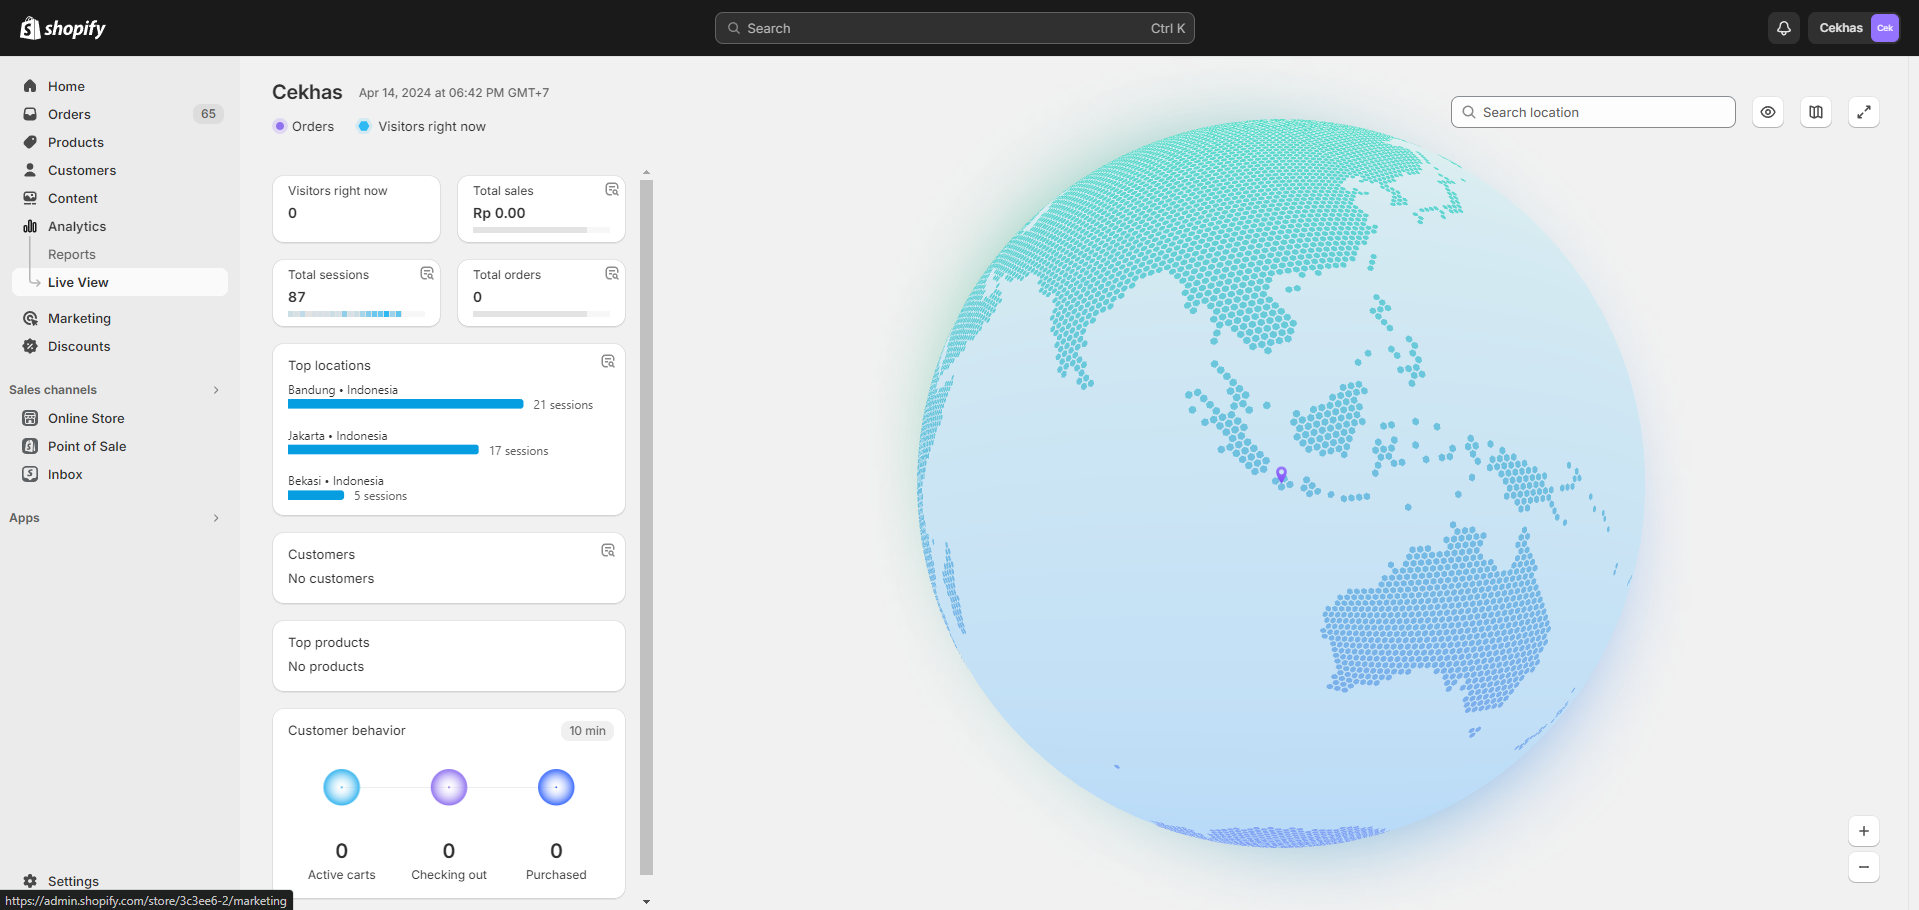 shopify
Search
Ctrl K
Cekhas
Cek
Home
Orders
65
Products
Customers
Content
Analytics
Reports
Live View
Marketing
Discounts
Sales channels
Online Store
Point of Sale
Inbox
Apps
Settings
https://admin.shopify.com/store/3c3ee6-2/marketing
Cekhas
Apr 14, 2024 at 06:42 PM GMT+7
Orders
Visitors right now
Search location
Visitors right now
0
Total sales
Rp 0.00
Total sessions
87
Total orders
0
Top locations
Bandung • Indonesia
21 sessions
Jakarta • Indonesia
17 sessions
Bekasi • Indonesia
5 sessions
Customers
No customers
Top products
No products
Customer behavior
10 min
0
Active carts
0
Checking out
0
Purchased